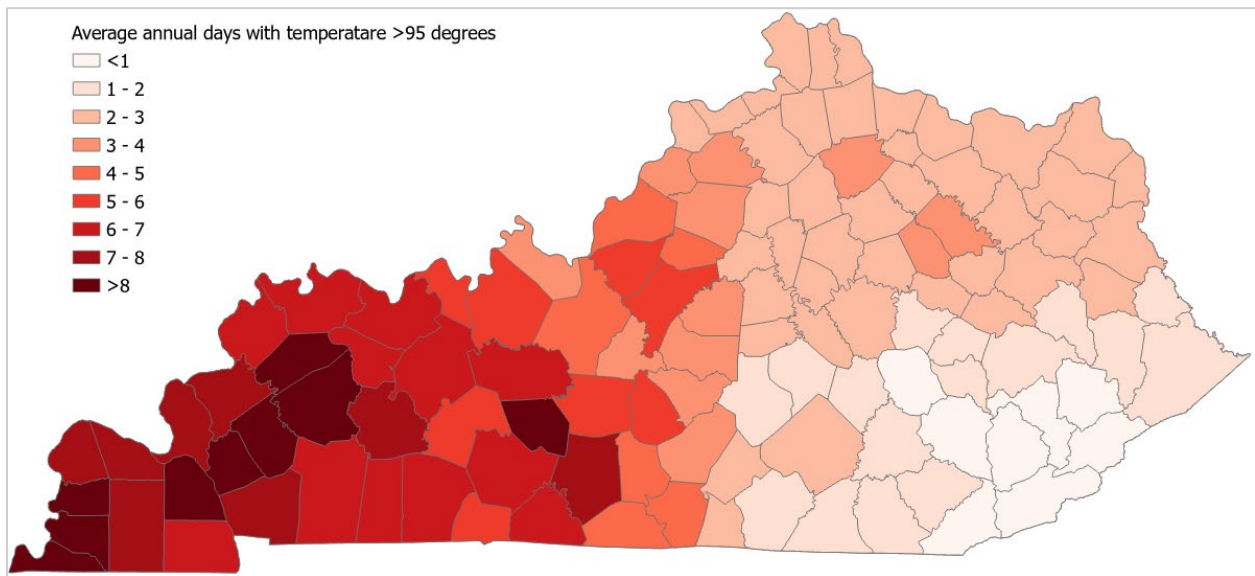 Average annual days with temperatare >95 degrees
<1
1 - 2
2 - 3
3 - 4
4 - 5
5 - 6
6 - 7
7 - 8
>8